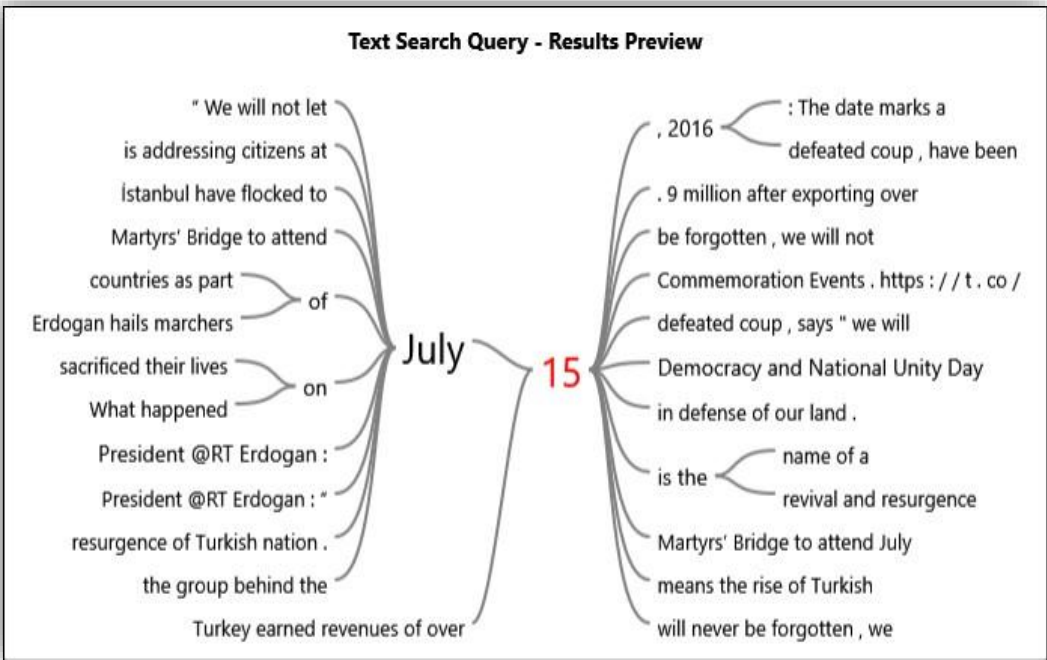 Text Search Query - Results Preview
" We will not let
is addressing citizens at
İstanbul have flocked to
Martyrs' Bridge to attend
countries as part
of
Erdogan hails marchers
sacrificed their lives
on
What happened
President @RT Erdogan :
President @RT Erdogan : "
resurgence of Turkish nation .
the group behind the
Turkey earned revenues of over
July
15
, 2016
: The date marks a
defeated coup , have been
. 9 million after exporting over
be forgotten , we will not
Commemoration Events . https : / / t . co /
defeated coup , says " we will
Democracy and National Unity Day
in defense of our land .
is the
name of a
revival and resurgence
Martyrs' Bridge to attend July
means the rise of Turkish
will never be forgotten , we